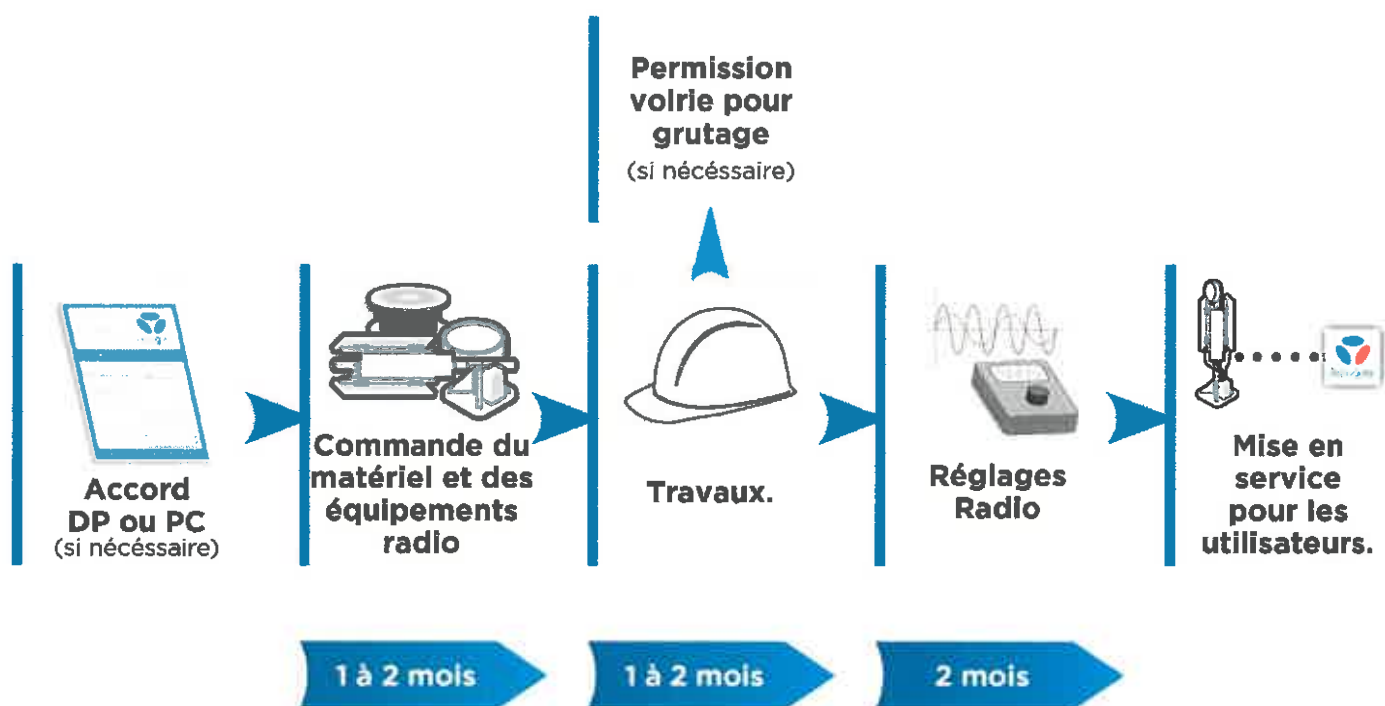 Permission
volrie pour
grutage
(si nécéssaire)
Accord
DP ou PC
(si nécéssaire)
Commande du
matériel et des
équipements
radio
Travaux.
Réglages
Radio
Mise en
service
pour les
utilisateurs.
1 à 2 mois
1 à 2 mois
2 mois